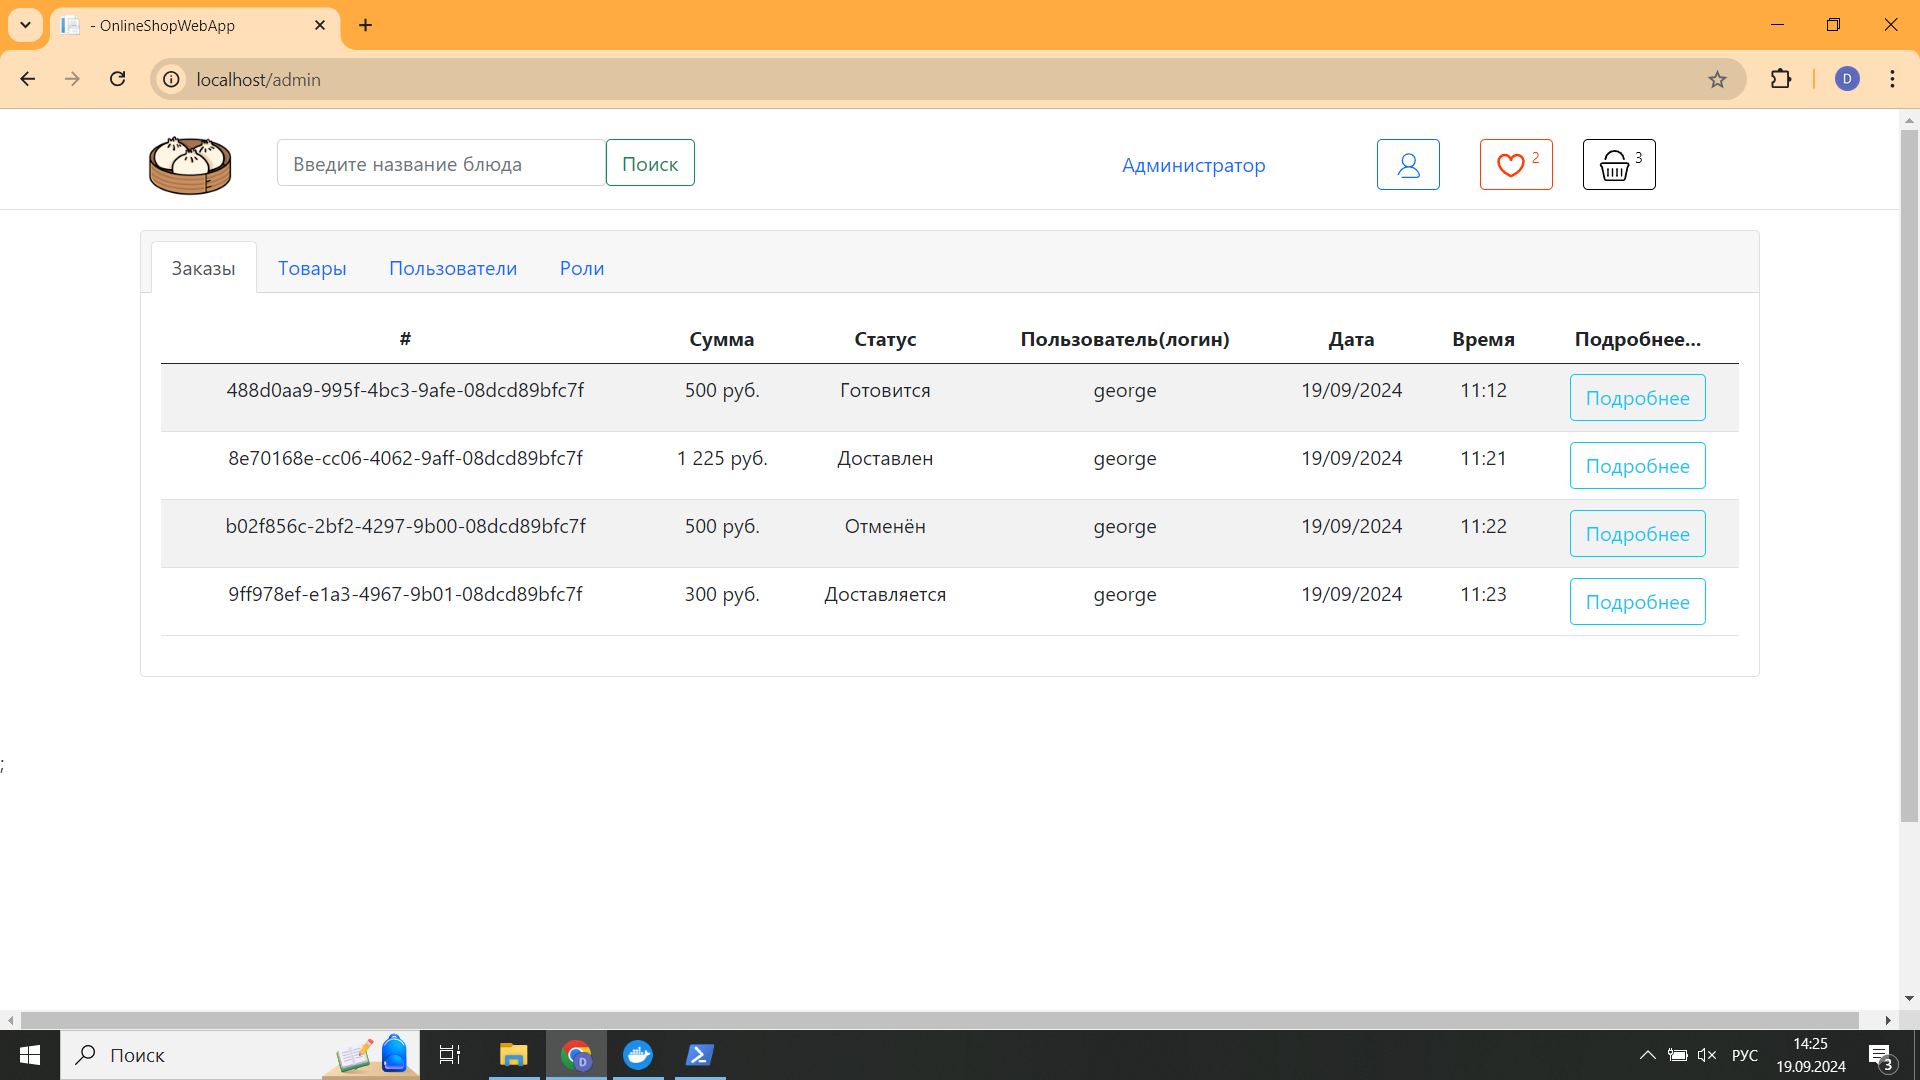 - OnlineShopWebApp
localhost/admin
D
Введите название блюда
Поиск
Администратор
2
3
Заказы Товары Пользователи Роли
# Сумма Статус Пользователь(логин) Дата Время Подробнее...
488d0aa9-995f-4bc3-9afe-08dcd89bfc7f 500 руб. Готовится george 19/09/2024 11:12 Подробнее
8e70168e-cc06-4062-9aff-08dcd89bfc7f 1 225 руб. Доставлен george 19/09/2024 11:21 Подробнее
b02f856c-2bf2-4297-9b00-08dcd89bfc7f 500 руб. Отменён george 19/09/2024 11:22 Подробнее
9ff978ef-e1a3-4967-9b01-08dcd89bfc7f 300 руб. Доставляется george 19/09/2024 11:23 Подробнее
;
Поиск
D
РУС
14:25
19.09.2024
3